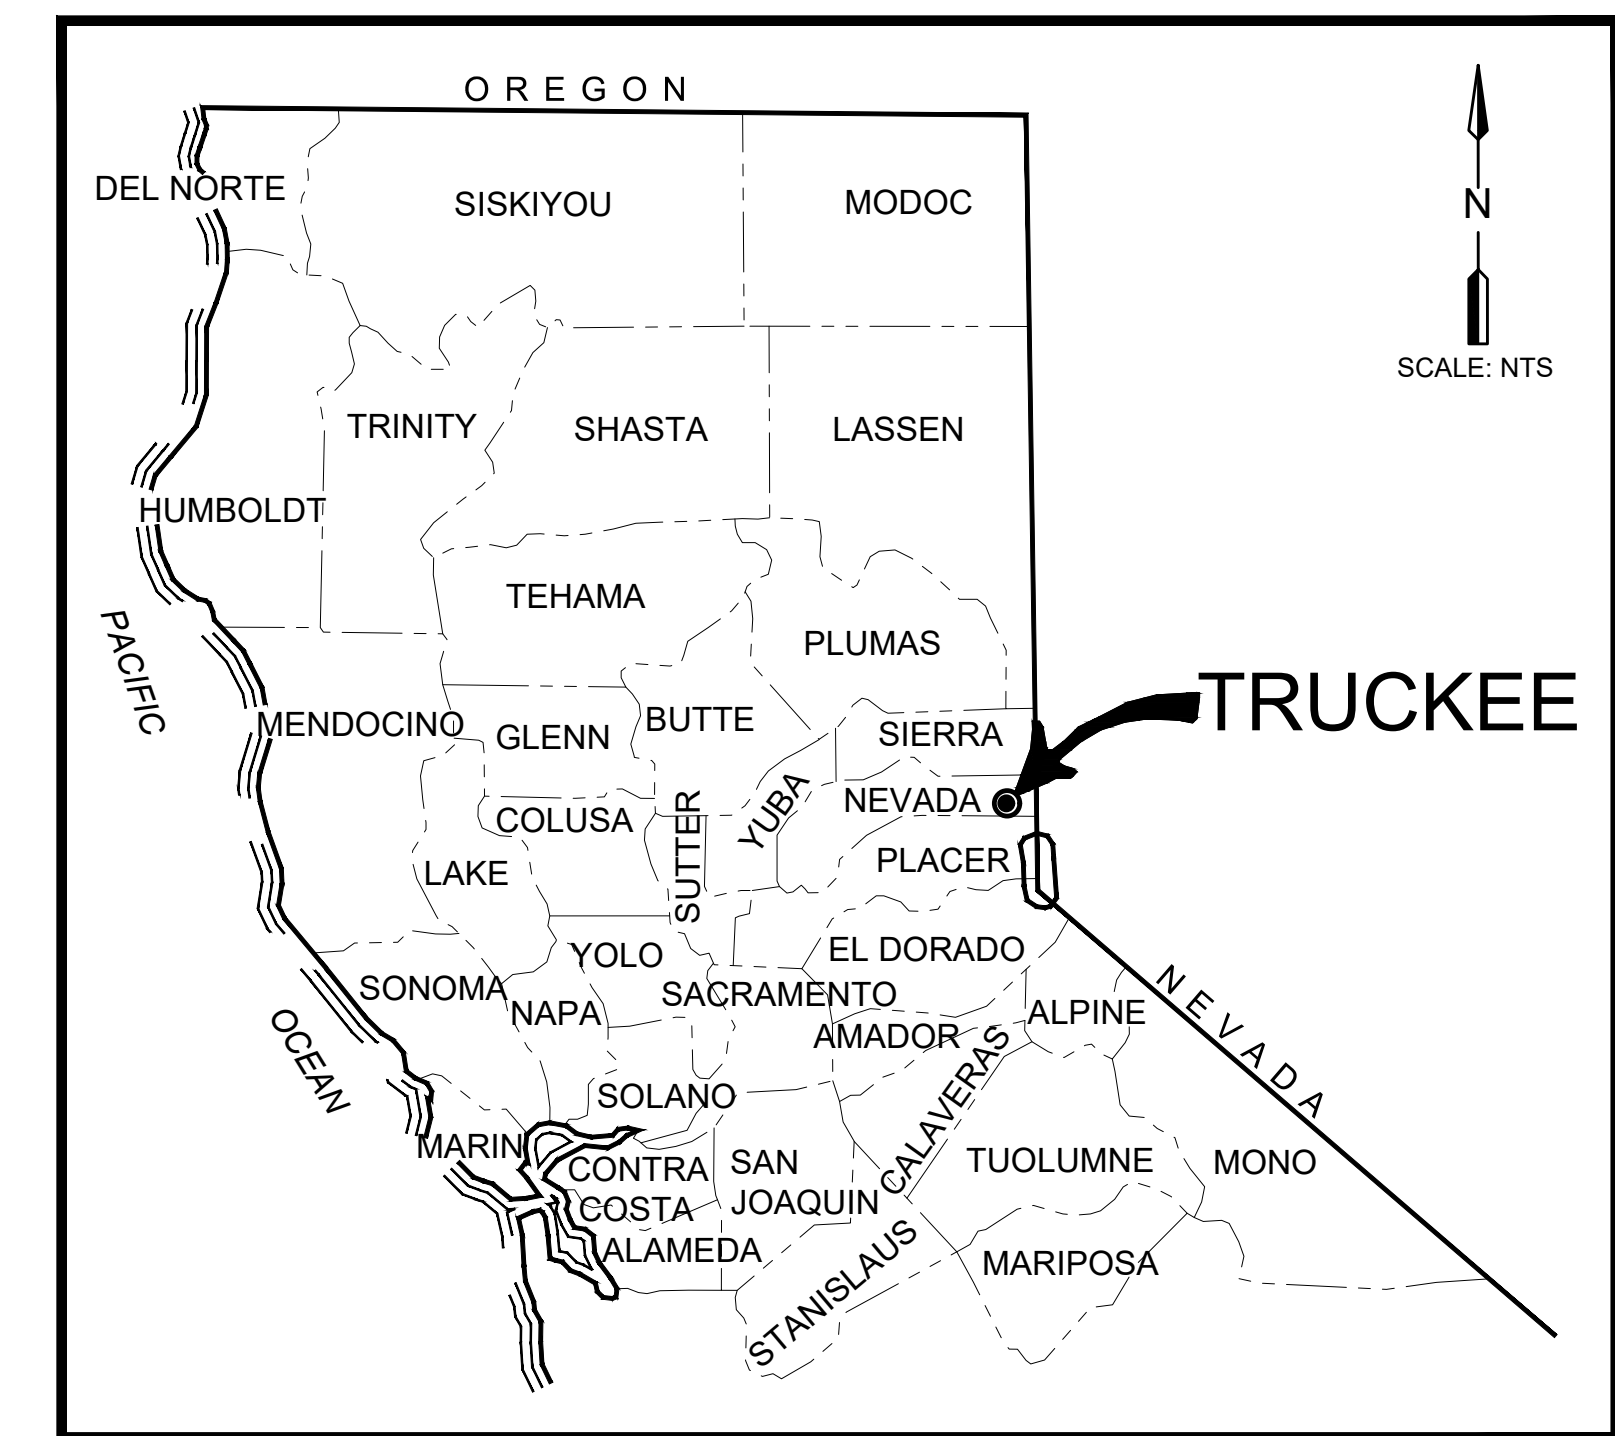 OREGON
DEL NORTE
SISKIYOU
MODOC
N
SCALE: NTS
TRINITY
SHASTA
LASSEN
HUMBOLDT
TEHAMA
PLUMAS
PACIFIC
TRUCKEE
MENDOCINO
GLENN
BUTTE
SIERRA
NEVADA
YUBA
COLUSA
SUTTER
LAKE
PLACER
YOLO
EL DORADO
SONOMA
NAPA
SACRAMENTO
ALPINE
NEVADA
AMADOR
OCEAN
SOLANO
CALAVERAS
MARIN
CONTRA
COSTA
SAN
JOAQUIN
TUOLUMNE
MONO
ALAMEDA
STANISLAUS
MARIPOSA